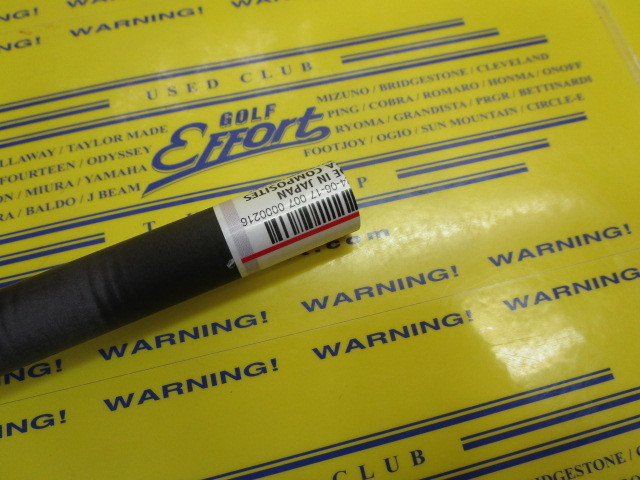 WARNING! WARNING!
WARNING!
USED CLUB
MIZUNO / BRIDGESTONE / CLEVELAND
PING / COBRA / ROMARO / HONMA / ONOFF
RYOMA / GRANDISTA / PRGR / BETTINARDI
FOOTJOY / OGIO / SUN MOUNTAIN / CIRCLE-E
GOLF
Effort
/ TAYLOR MADE
FOURTEEN / ODYSSEY
/ MIURA / YAMAHA
/ BALDO / J BEAM
COMPOSITES
IN JAPAN
4-06-17 007 0000216
WARNING! WARNING!
WARNING! WARNING! WARNING!
WARNING! WARNING!
WARNING!
CLUB
/ BRIDGESTONE /